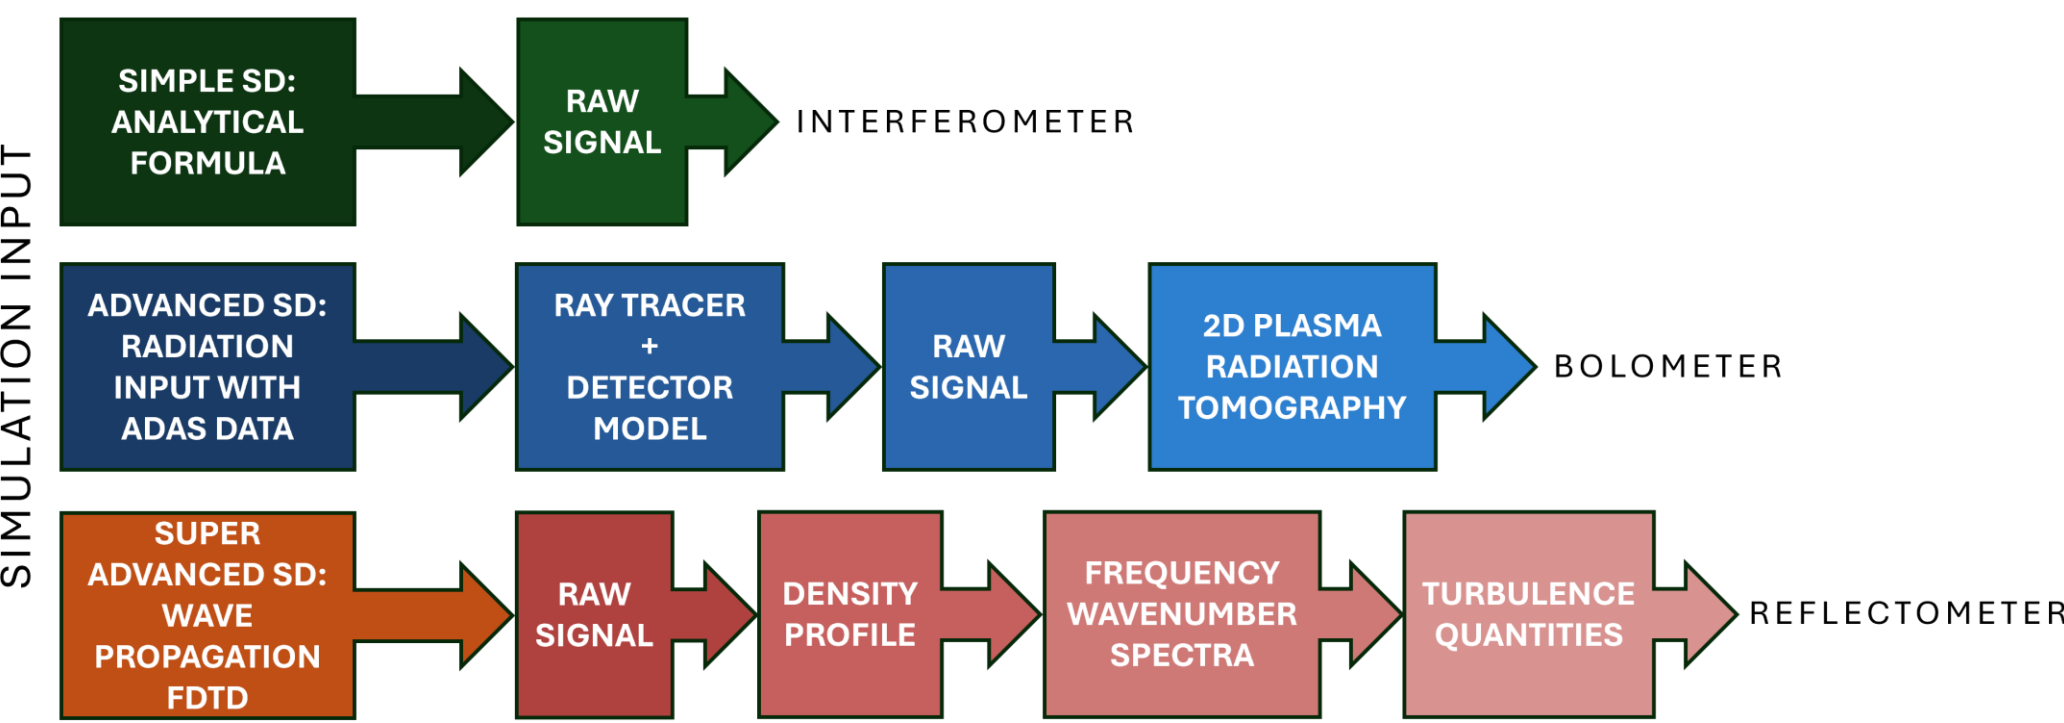 SIMULATION INPUT
SIMPLE SD:
ANALYTICAL
FORMULA
RAW
SIGNAL
INTERFEROMETER
ADVANCED SD:
RADIATION
INPUT WITH
ADAS DATA
RAY TRACER
+
DETECTOR
MODEL
RAW
SIGNAL
2D PLASMA
RADIATION
TOMOGRAPHY
BOLOMETER
SUPER
ADVANCED SD:
WAVE
PROPAGATION
FDTD
RAW
SIGNAL
DENSITY
PROFILE
FREQUENCY
WAVENUMBER
SPECTRA
TURBULENCE
QUANTITIES
REFLECTOMETER